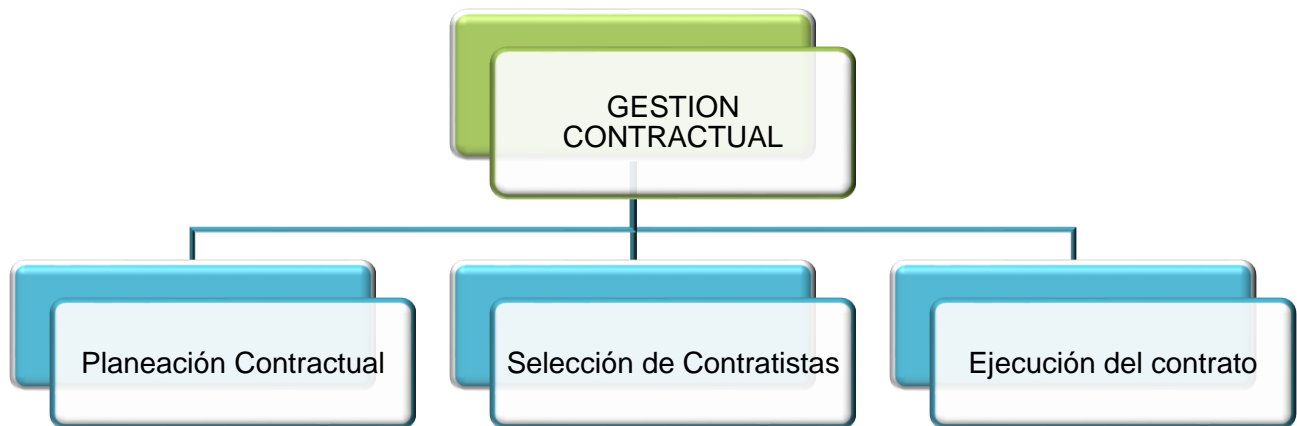 GESTION
CONTRACTUAL
Planeación Contractual
Selección de Contratistas
Ejecución del contrato